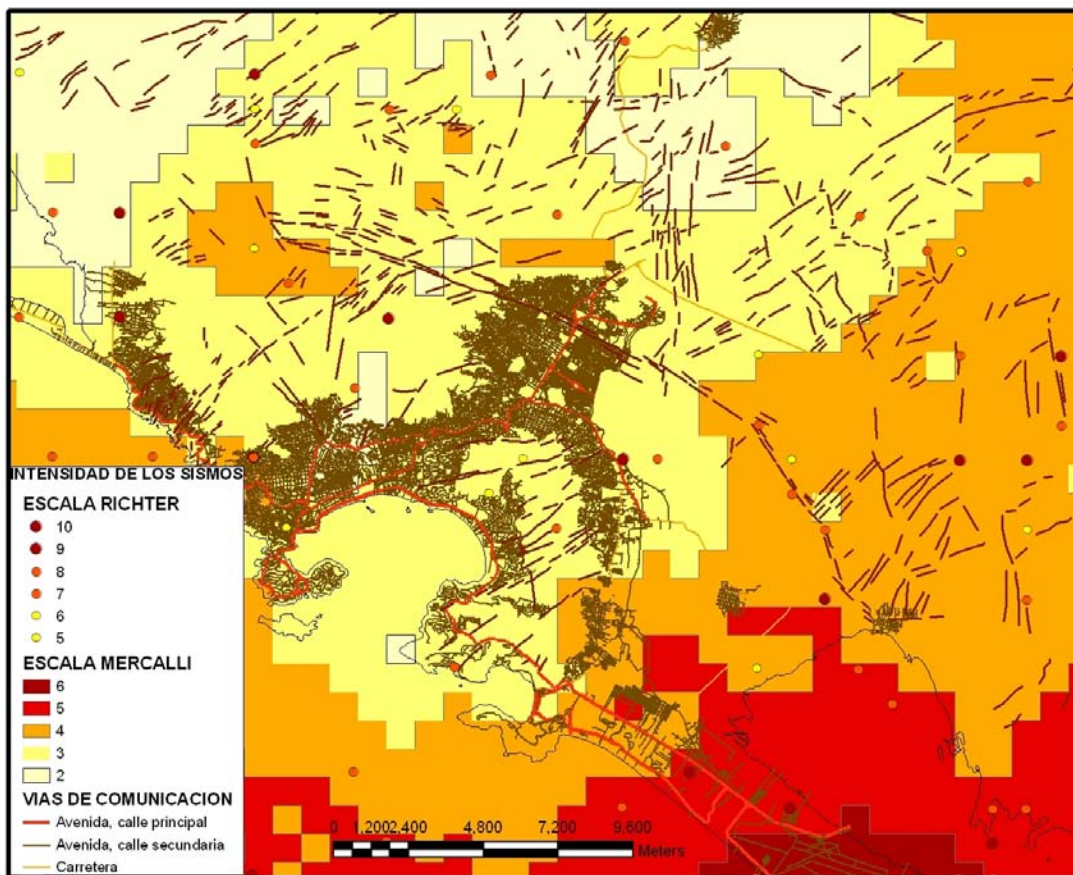 INTENSIDAD DE LOS SISMOS
ESCALA RICHTER
10
9
8
7
6
5
ESCALA MERCALLI
6
5
4
3
2
VIAS DE COMUNICACION
Avenida, calle principal
Avenida, calle secundaria
Carretera
0 1,200 2,400 4,800 7,200 9,600
Meters